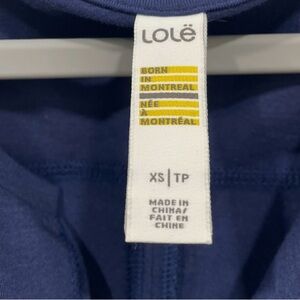 LOLË
BORN
IN
MONTREAL
NÉE
À
MONTRÉAL
XS | TP
MADE IN
CHINA/
FAIT EN
CHINE